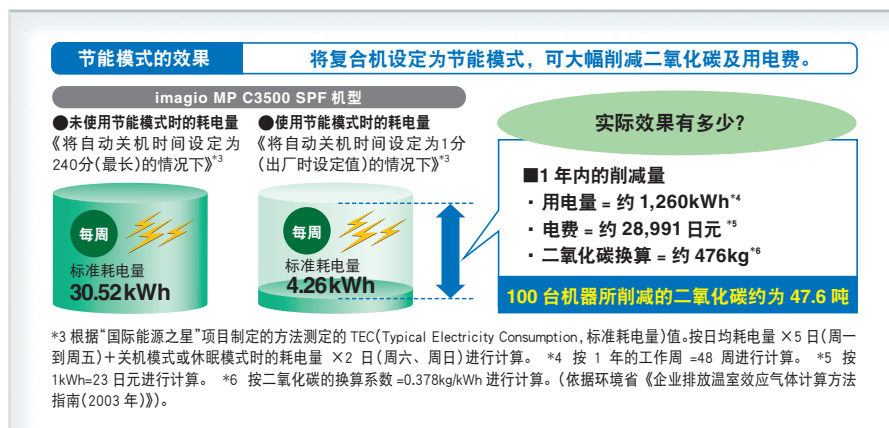 节能模式的效果
将复合机设定为节能模式，可大幅削减二氧化碳及用电费。
imagio MP C3500 SPF 机型
●未使用节能模式时的耗电量
《将自动关机时间设定为
240分(最长)的情况下》*3
每周
标准耗电量
30.52kWh
●使用节能模式时的耗电量
《将自动关机时间设定为1分
(出厂时设定值)的情况下》*3
每周
标准耗电量
4.26kWh
实际效果有多少?
■1 年内的削减量
・用电量 = 约 1,260kWh*4
・电费 = 约 28,991 日元 *5
・二氧化碳换算 = 约 476kg*6
100 台机器所削减的二氧化碳约为 47.6 吨
*3 根据“国际能源之星”项目制定的方法测定的 TEC(Typical Electricity Consumption, 标准耗电量)值。按日均耗电量 ×5 日(周一
到周五)＋关机模式或休眠模式时的耗电量 ×2 日(周六、周日)进行计算。 *4 按 1 年的工作周 =48 周进行计算。 *5 按
1kWh=23 日元进行计算。 *6 按二氧化碳的换算系数 =0.378kg/kWh 进行计算。(依据环境省《企业排放温室效应气体计算方法
指南(2003 年)》)。